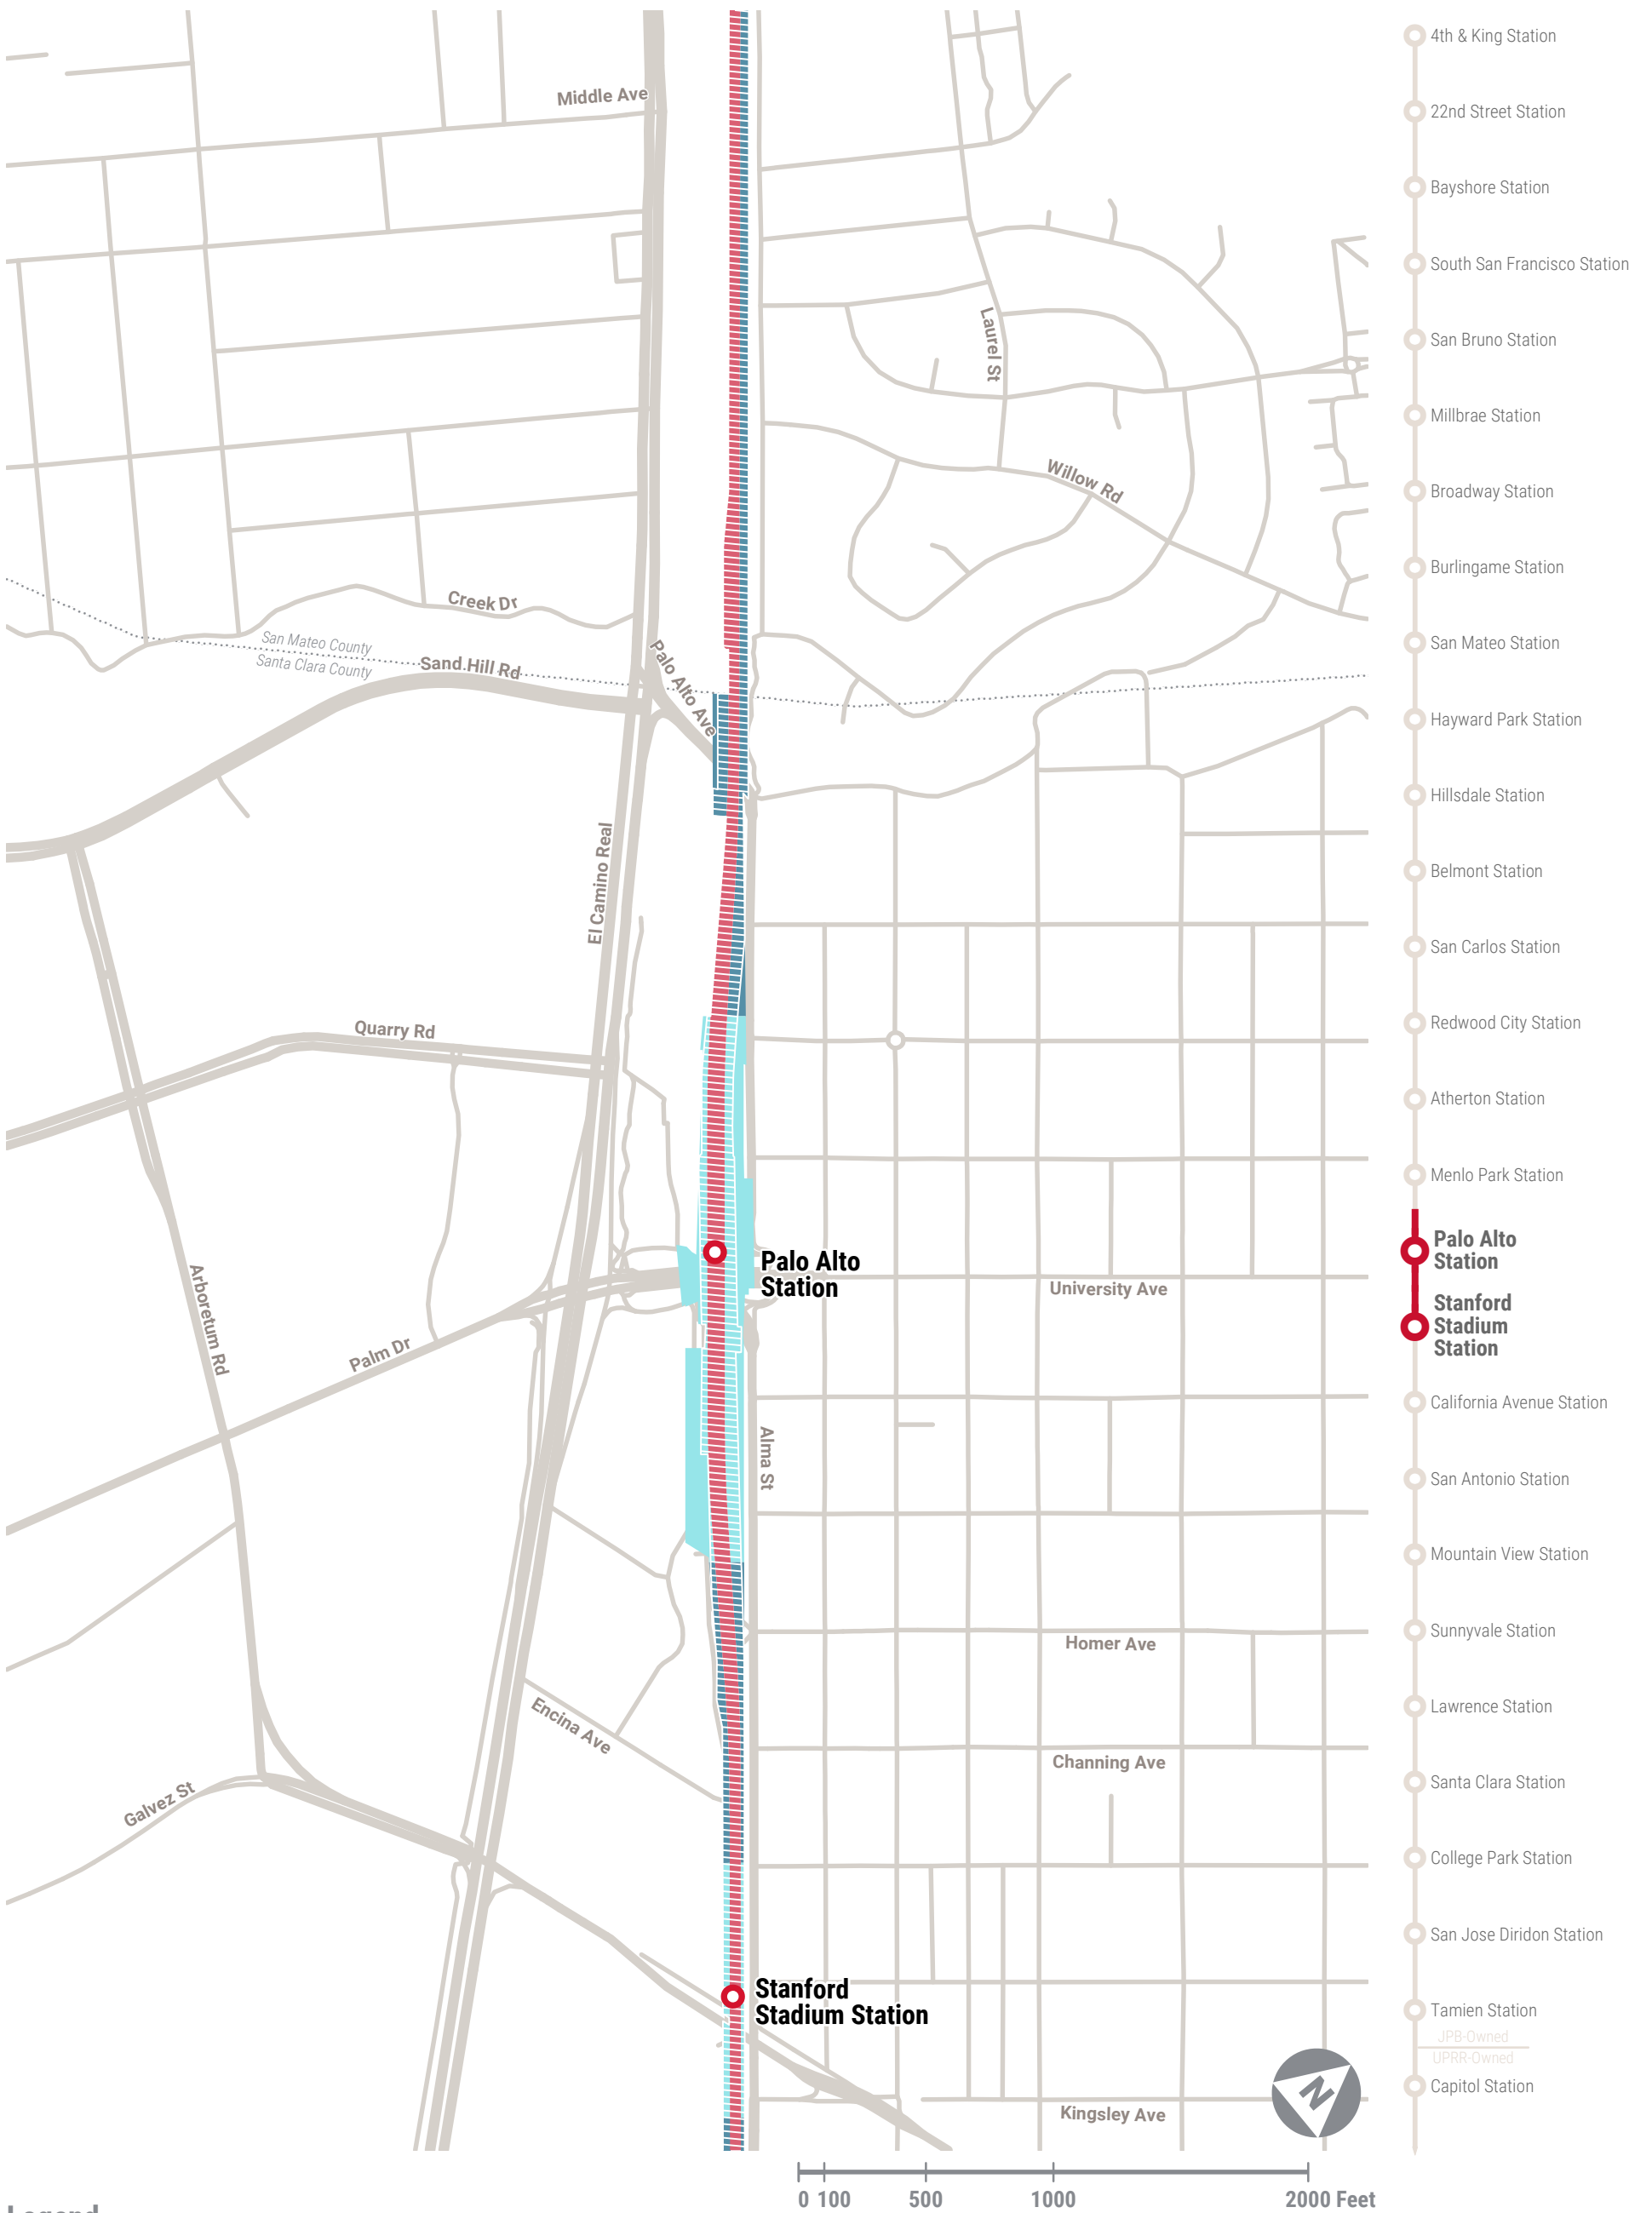 Middle Ave
Laurel St
Willow Rd
Creek Dr
San Mateo County
Santa Clara County
Sand Hill Rd
Palo Alto Ave
El Camino Real
Quarry Rd
Palo Alto
Station
University Ave
Arboretum Rd
Palm Dr
Alma St
Homer Ave
Encina Ave
Channing Ave
Galvez St
Stanford
Stadium Station
Kingsley Ave
N
0 100 500 1000 2000 Feet
4th & King Station
22nd Street Station
Bayshore Station
South San Francisco Station
San Bruno Station
Millbrae Station
Broadway Station
Burlingame Station
San Mateo Station
Hayward Park Station
Hillsdale Station
Belmont Station
San Carlos Station
Redwood City Station
Atherton Station
Menlo Park Station
Palo Alto
Station
Stanford
Stadium
Station
California Avenue Station
San Antonio Station
Mountain View Station
Sunnyvale Station
Lawrence Station
Santa Clara Station
College Park Station
San Jose Diridon Station
Tamien Station
JPB-Owned
UPRR-Owned
Capitol Station
Legend